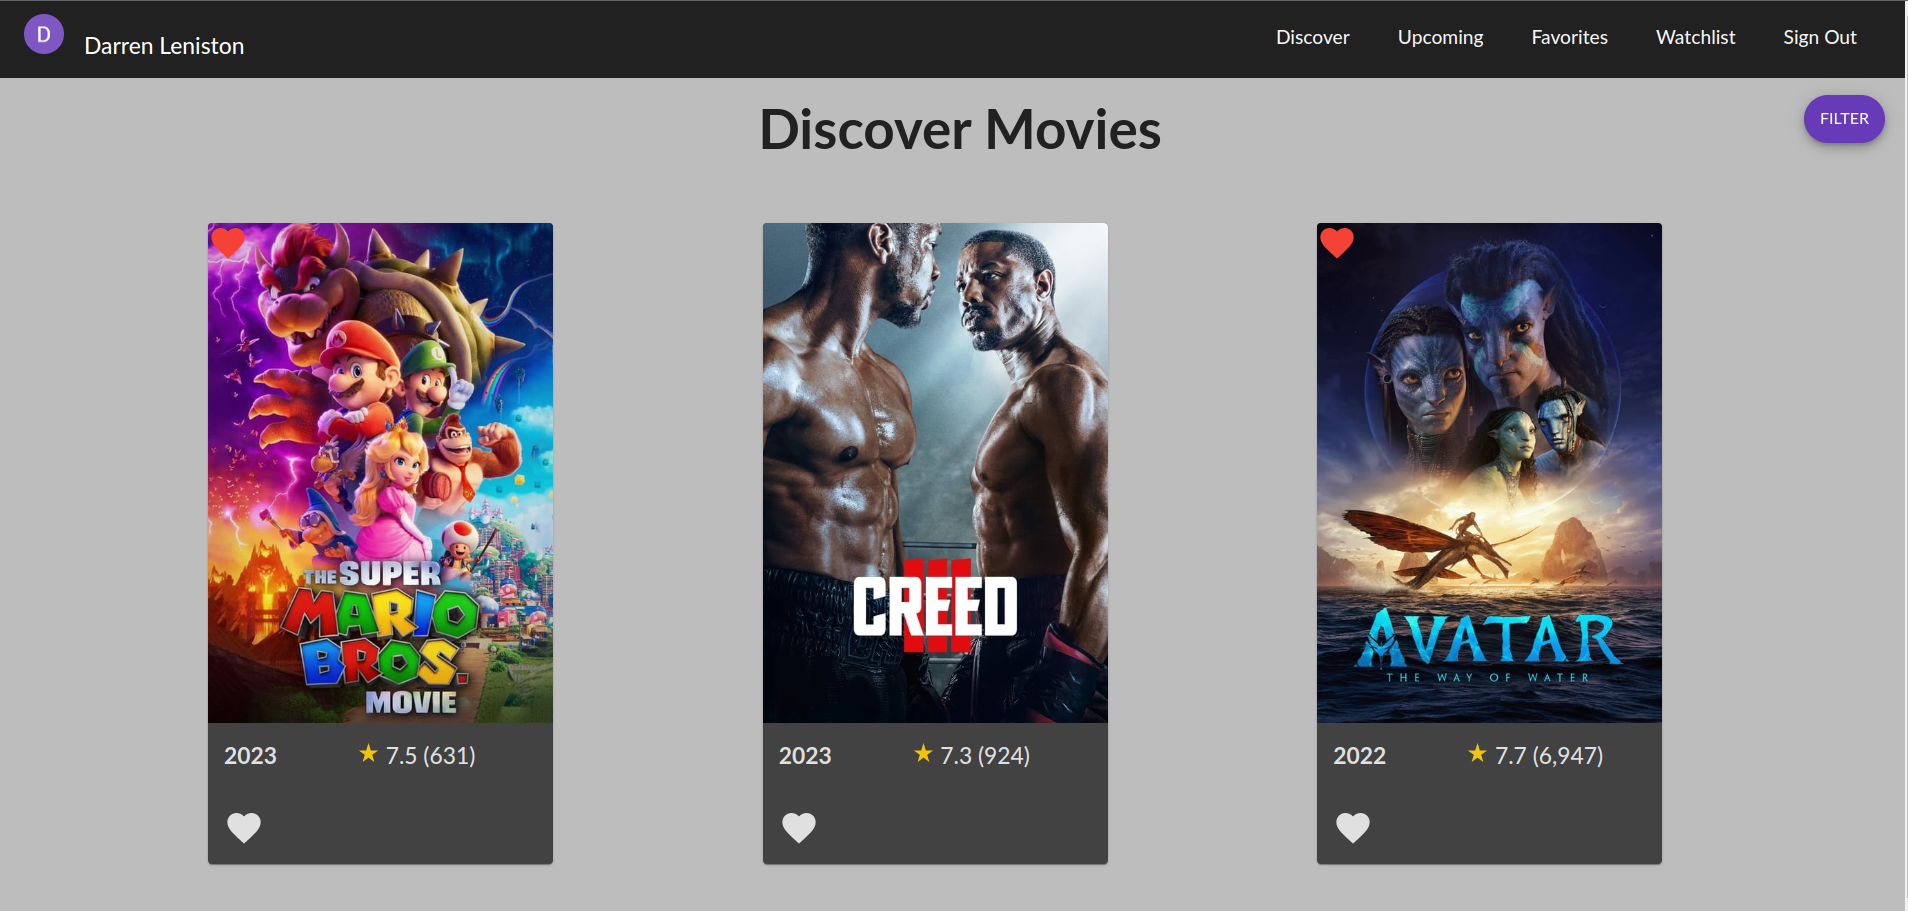 D
Darren Leniston
Discover
Upcoming
Favorites
Watchlist
Sign Out
Discover Movies
FILTER
THE SUPER
MARIO
BROS.
MOVIE
2023
★ 7.5 (631)
III
CREED
2023
★ 7.3 (924)
AVATAR
THE WAY OF WATER
2022
★ 7.7 (6,947)